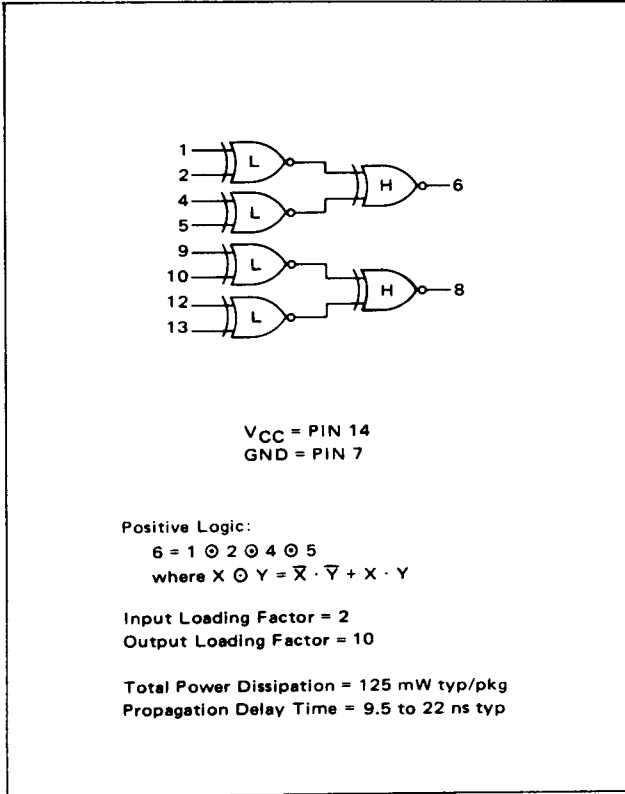 1
2
L
4
5
L
H
6
9
10
L
12
13
L
H
8
VCC = PIN 14
GND = PIN 7
Positive Logic:
6 = 1 ⊙ 2 ⊙ 4 ⊙ 5
where X ⊙ Y = X̅ · Y̅ + X · Y
Input Loading Factor = 2
Output Loading Factor = 10
Total Power Dissipation = 125 mW typ/pkg
Propagation Delay Time = 9.5 to 22 ns typ